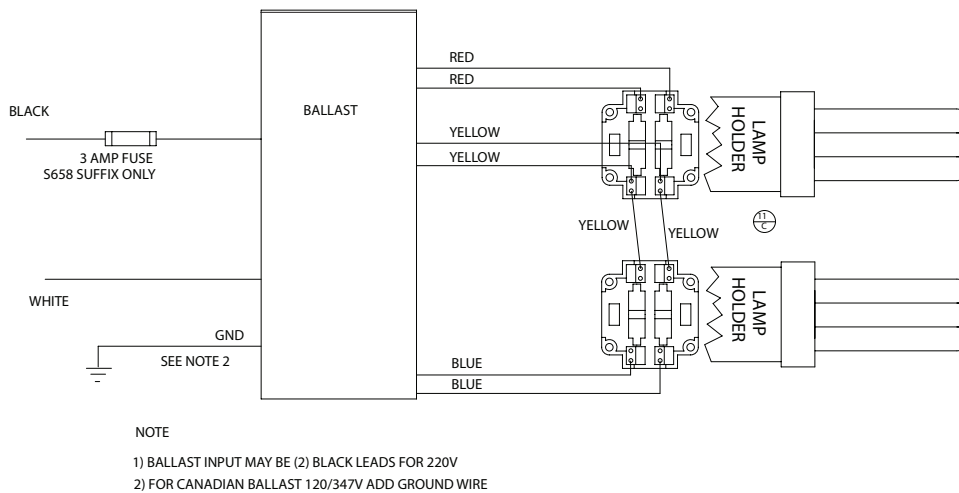 RED
RED
BLACK
BALLAST
LAMP
HOLDER
YELLOW
YELLOW
3 AMP FUSE
S658 SUFFIX ONLY
11
C
YELLOW
YELLOW
LAMP
HOLDER
WHITE
GND
SEE NOTE 2
BLUE
BLUE
NOTE
1) BALLAST INPUT MAY BE (2) BLACK LEADS FOR 220V
2) FOR CANADIAN BALLAST 120/347V ADD GROUND WIRE